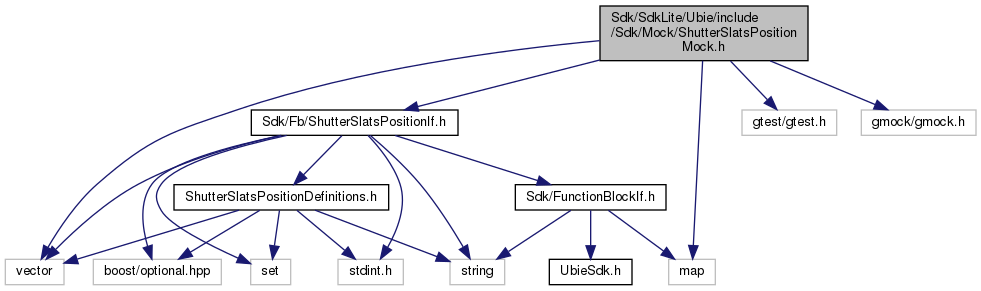 Sdk/SdkLite/Ubie/include
/Sdk/Mock/ShutterSlatsPosition
Mock.h
Sdk/Fb/ShutterSlatsPositionIf.h
gtest/gtest.h
gmock/gmock.h
ShutterSlatsPositionDefinitions.h
Sdk/FunctionBlockIf.h
vector
boost/optional.hpp
set
stdint.h
string
UbieSdk.h
map